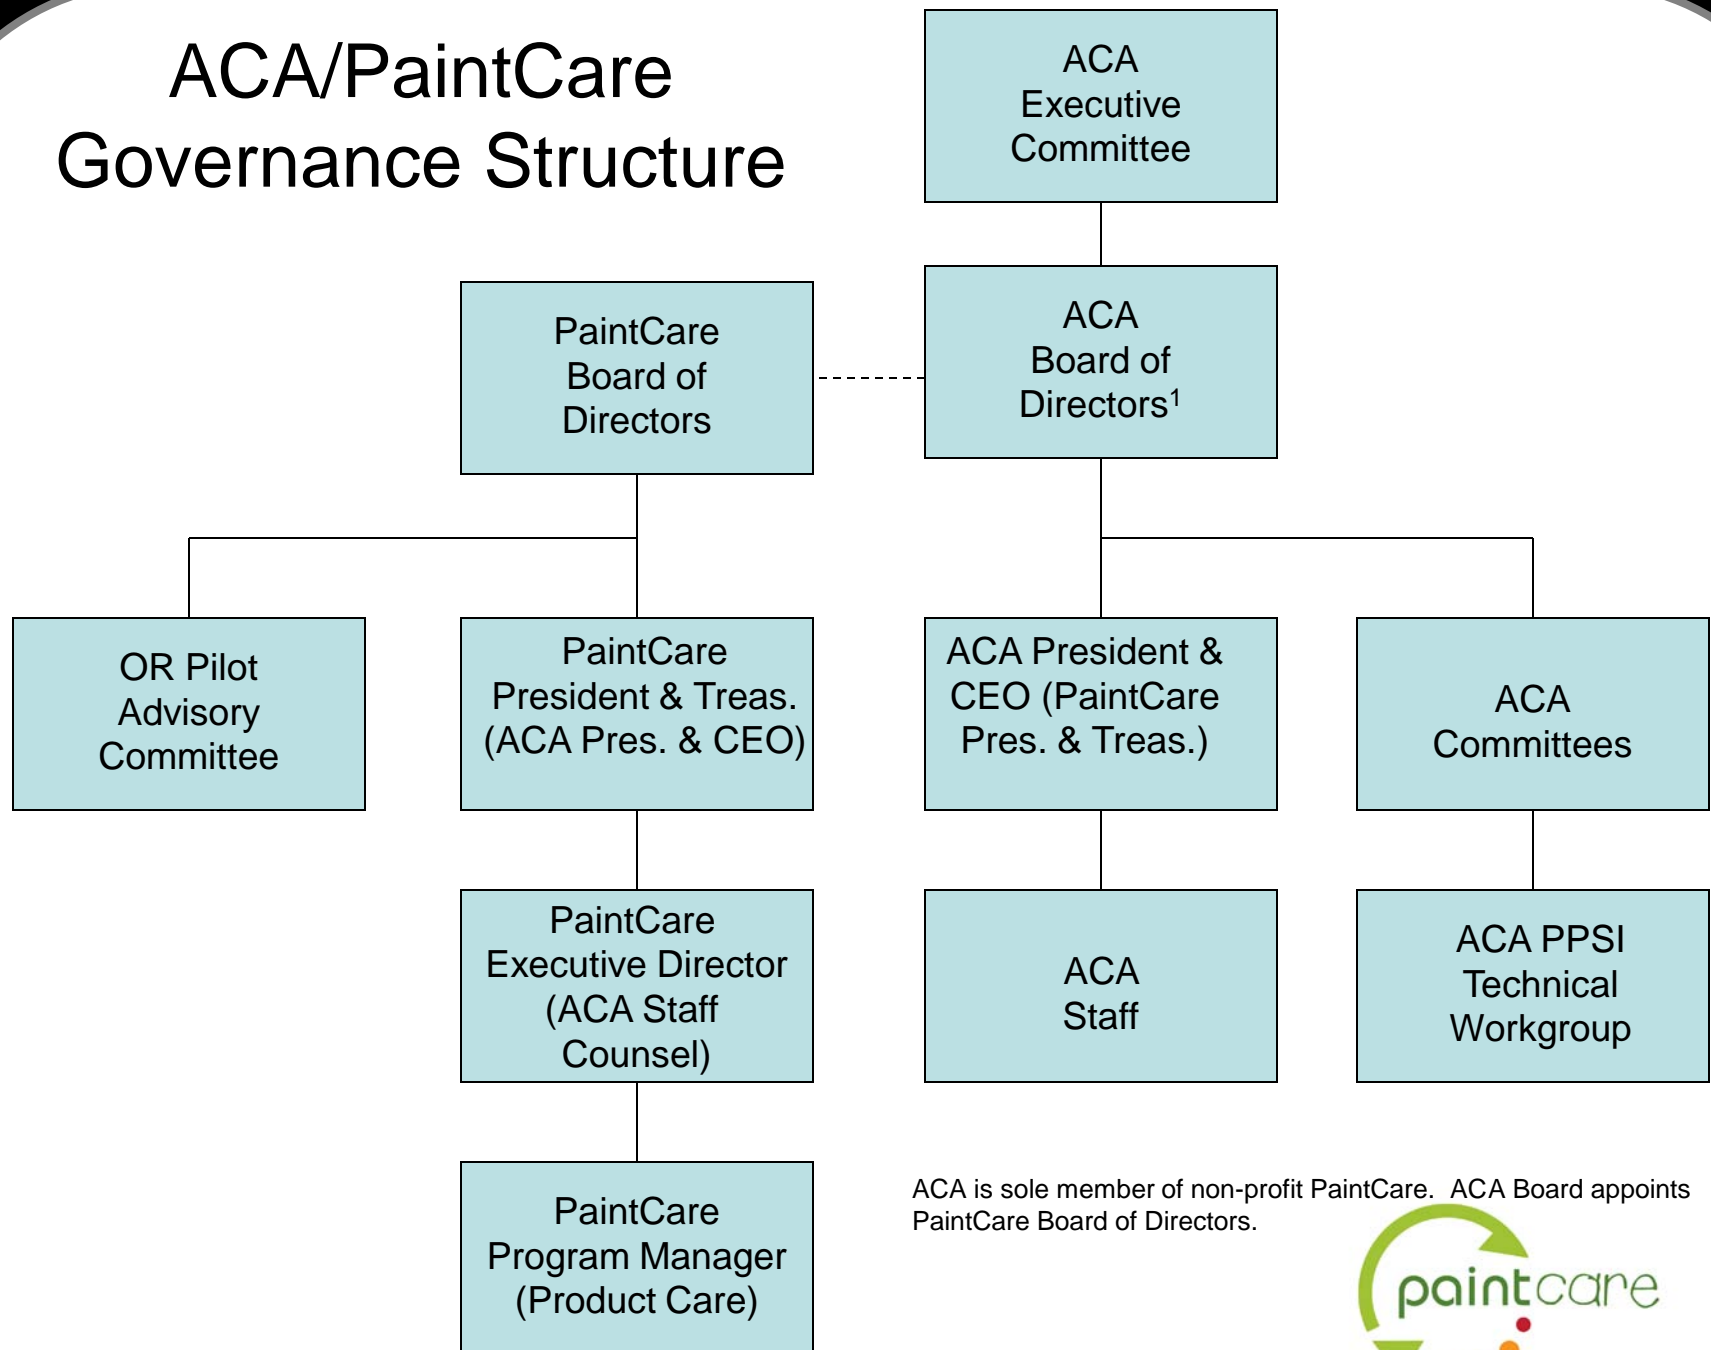 ACA/PaintCare
Governance Structure
ACA
Executive
Committee
PaintCare
Board of
Directors
ACA
Board of
Directors¹
OR Pilot
Advisory
Committee
PaintCare
President & Treas.
(ACA Pres. & CEO)
ACA President &
CEO (PaintCare
Pres. & Treas.)
ACA
Committees
PaintCare
Executive Director
(ACA Staff
Counsel)
ACA
Staff
ACA PPSI
Technical
Workgroup
PaintCare
Program Manager
(Product Care)
ACA is sole member of non-profit PaintCare.  ACA Board appoints
PaintCare Board of Directors.
paintcare